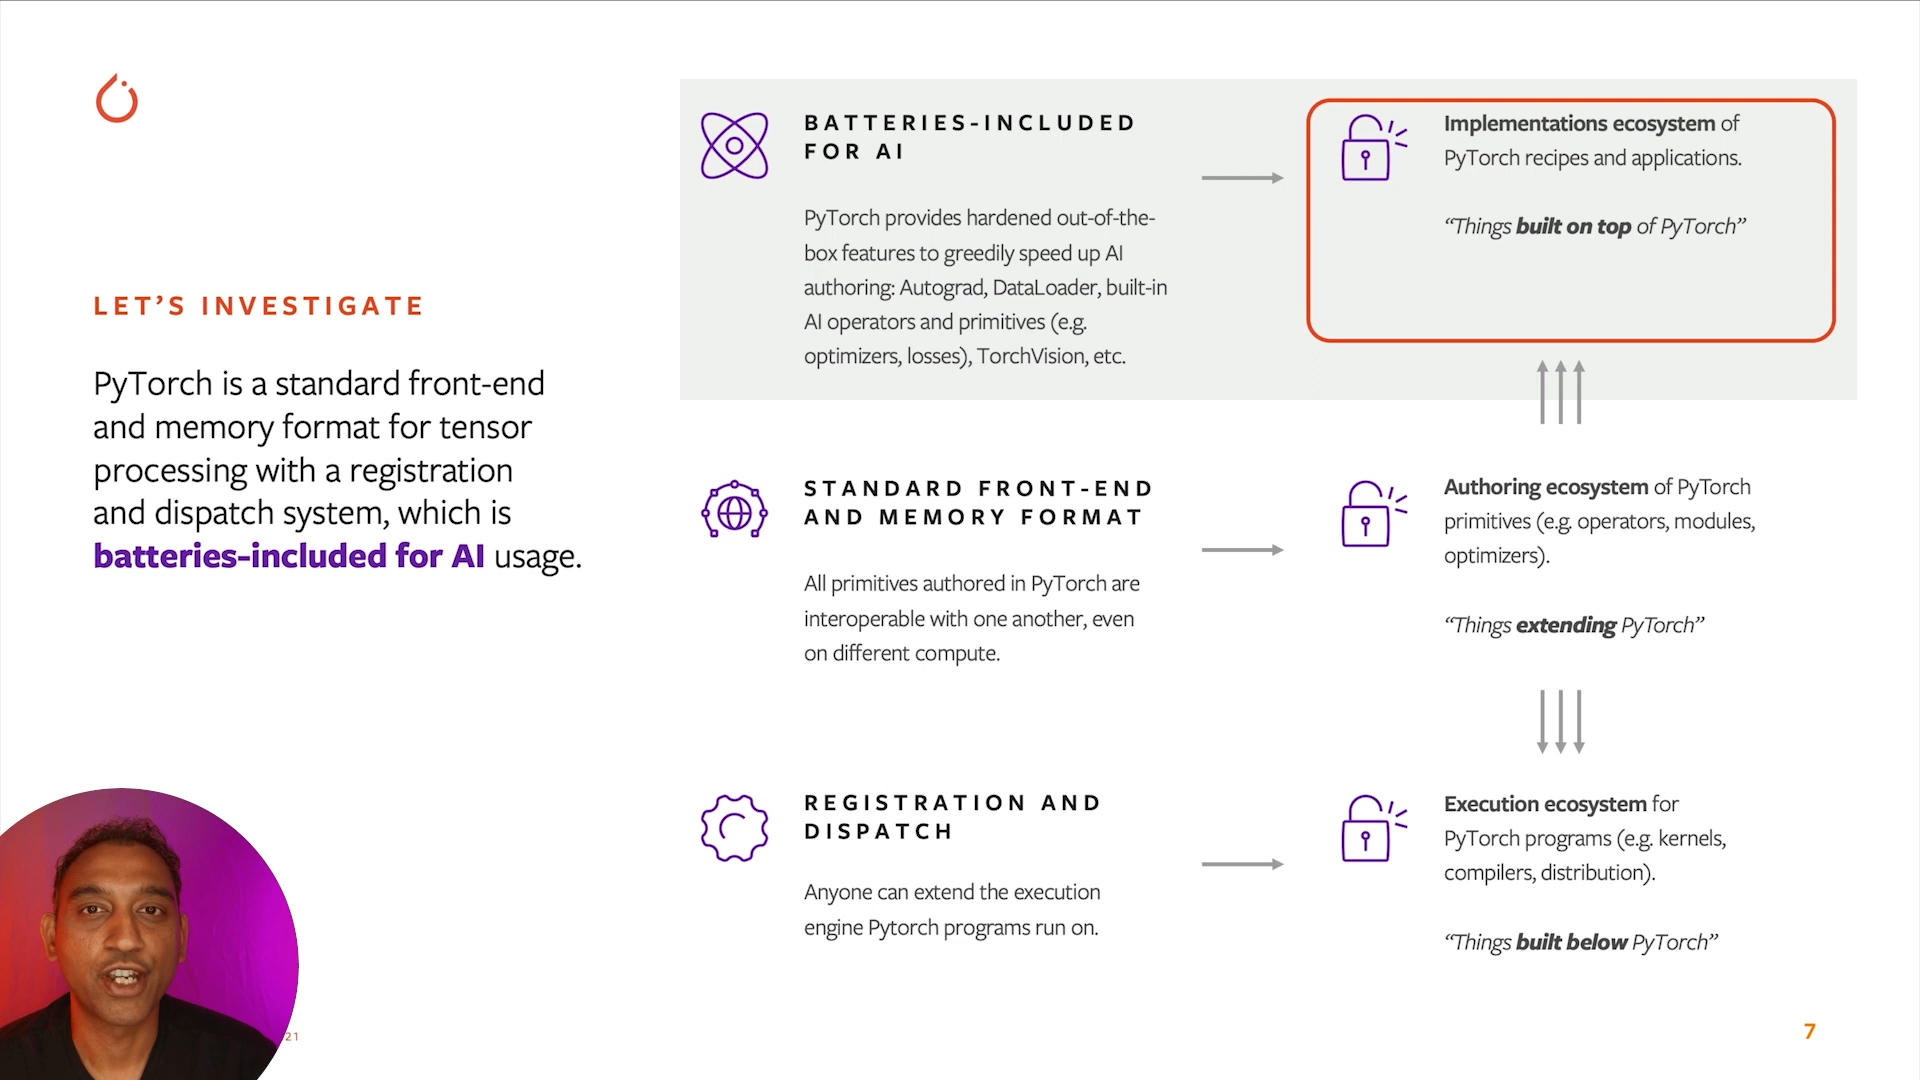 LET'S INVESTIGATE
PyTorch is a standard front-end
and memory format for tensor
processing with a registration
and dispatch system, which is
batteries-included for AI usage.
BATTERIES-INCLUDED
FOR AI
PyTorch provides hardened out-of-the-
box features to greedily speed up AI
authoring: Autograd, DataLoader, built-in
AI operators and primitives (e.g.
optimizers, losses), TorchVision, etc.
Implementations ecosystem of
PyTorch recipes and applications.
“Things built on top of PyTorch”
STANDARD FRONT-END
AND MEMORY FORMAT
All primitives authored in PyTorch are
interoperable with one another, even
on different compute.
Authoring ecosystem of PyTorch
primitives (e.g. operators, modules,
optimizers).
“Things extending PyTorch”
REGISTRATION AND
DISPATCH
Anyone can extend the execution
engine Pytorch programs run on.
Execution ecosystem for
PyTorch programs (e.g. kernels,
compilers, distribution).
“Things built below PyTorch”
21
7